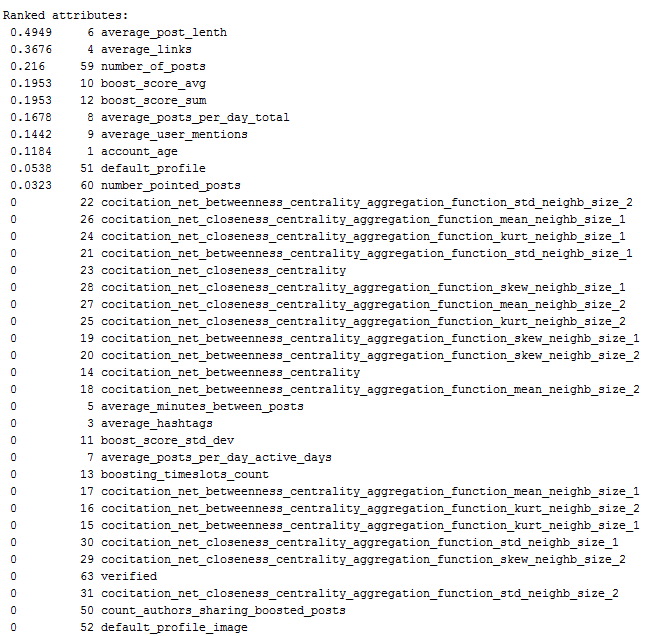 Ranked attributes:
0.4949 6 average_post_lenth
0.3676 4 average_links
0.216 59 number_of_posts
0.1953 10 boost_score_avg
0.1953 12 boost_score_sum
0.1678 8 average_posts_per_day_total
0.1442 9 average_user_mentions
0.1184 1 account_age
0.0538 51 default_profile
0.0323 60 number_pointed_posts
0 22 cocitation_net_betweenness_centrality_aggregation_function_std_neighb_size_2
0 26 cocitation_net_closeness_centrality_aggregation_function_mean_neighb_size_1
0 24 cocitation_net_closeness_centrality_aggregation_function_kurt_neighb_size_1
0 21 cocitation_net_betweenness_centrality_aggregation_function_std_neighb_size_1
0 23 cocitation_net_closeness_centrality
0 28 cocitation_net_closeness_centrality_aggregation_function_skew_neighb_size_1
0 27 cocitation_net_closeness_centrality_aggregation_function_mean_neighb_size_2
0 25 cocitation_net_closeness_centrality_aggregation_function_kurt_neighb_size_2
0 19 cocitation_net_betweenness_centrality_aggregation_function_skew_neighb_size_1
0 20 cocitation_net_betweenness_centrality_aggregation_function_skew_neighb_size_2
0 14 cocitation_net_betweenness_centrality
0 18 cocitation_net_betweenness_centrality_aggregation_function_mean_neighb_size_2
0 5 average_minutes_between_posts
0 3 average_hashtags
0 11 boost_score_std_dev
0 7 average_posts_per_day_active_days
0 13 boosting_timeslots_count
0 17 cocitation_net_betweenness_centrality_aggregation_function_mean_neighb_size_1
0 16 cocitation_net_betweenness_centrality_aggregation_function_kurt_neighb_size_2
0 15 cocitation_net_betweenness_centrality_aggregation_function_kurt_neighb_size_1
0 30 cocitation_net_closeness_centrality_aggregation_function_std_neighb_size_1
0 29 cocitation_net_closeness_centrality_aggregation_function_skew_neighb_size_2
0 63 verified
0 31 cocitation_net_closeness_centrality_aggregation_function_std_neighb_size_2
0 50 count_authors_sharing_boosted_posts
0 52 default_profile_image